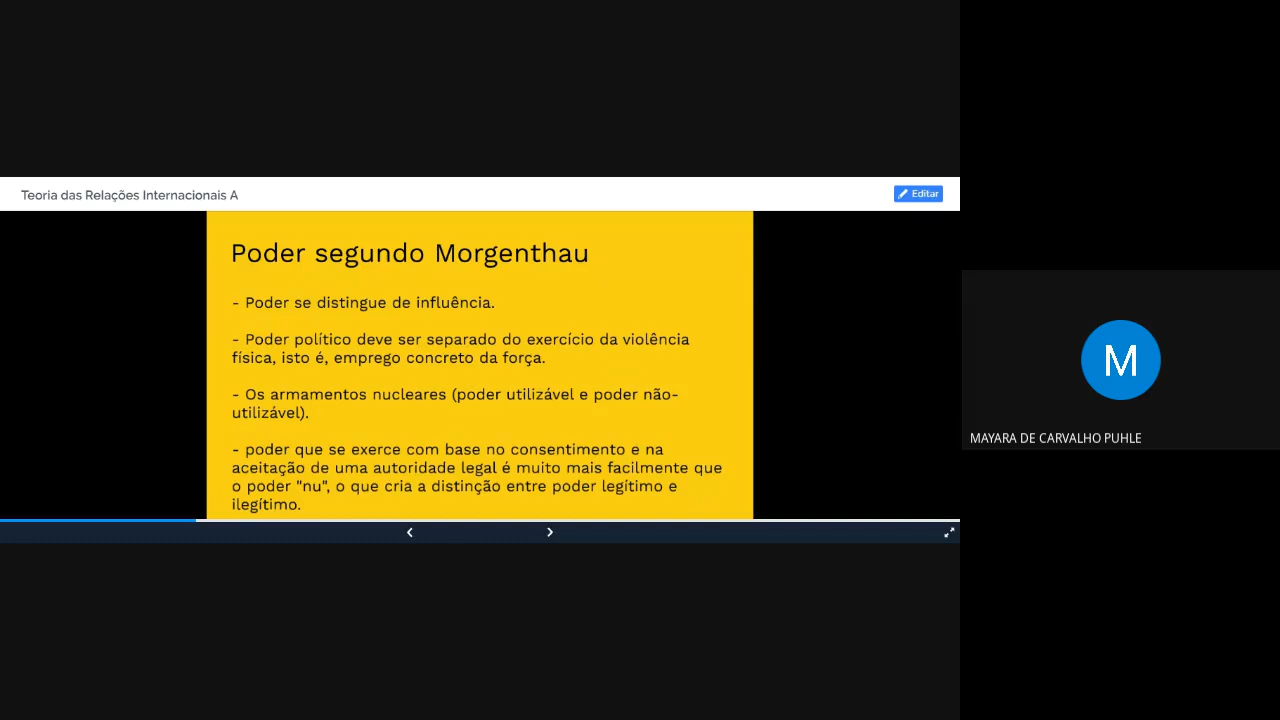 Teoria das Relações Internacionais A
Editar
Poder segundo Morgenthau
- Poder se distingue de influência.
- Poder político deve ser separado do exercício da violência
física, isto é, emprego concreto da força.
- Os armamentos nucleares (poder utilizável e poder não-
utilizável).
- poder que se exerce com base no consentimento e na
aceitação de uma autoridade legal é muito mais facilmente que
o poder "nu", o que cria a distinção entre poder legítimo e
ilegítimo.
M
MAYARA DE CARVALHO PUHLE